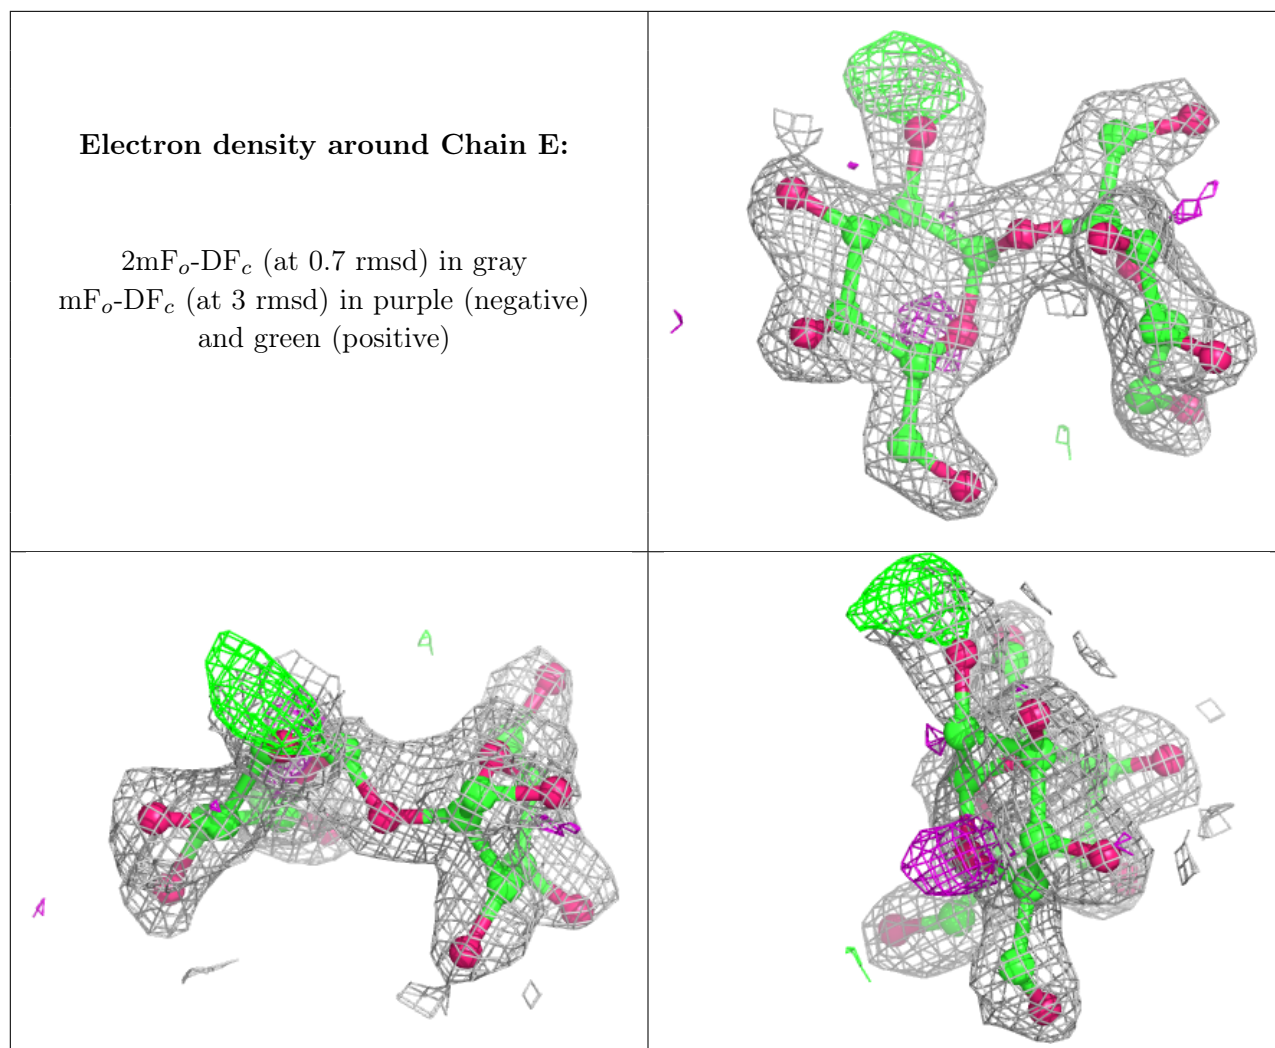 Electron density around Chain E:
2mFo-DFc (at 0.7 rmsd) in gray
mFo-DFc (at 3 rmsd) in purple (negative)
and green (positive)